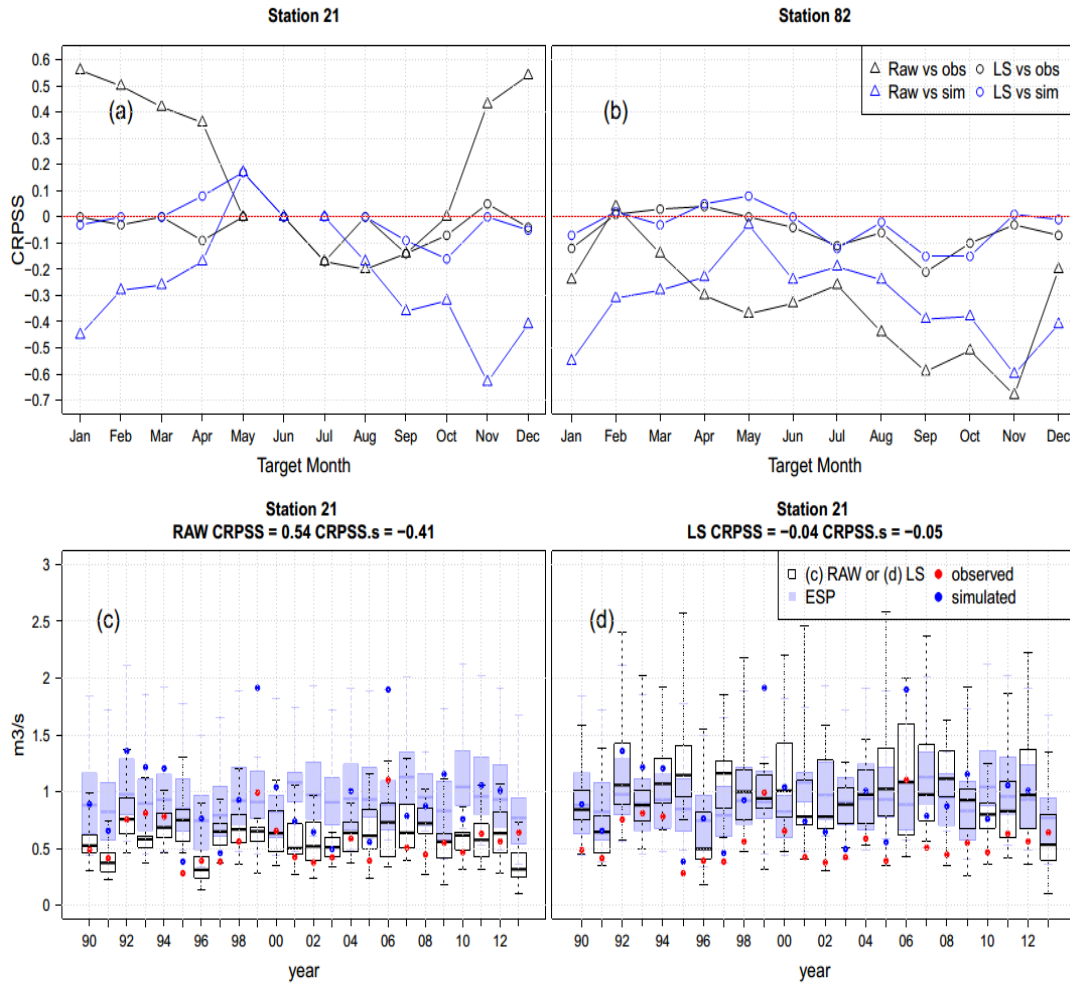 Station 21
Station 82
0.6
0.5
0.4
0.3
0.2
0.1
0
−0.1
−0.2
−0.3
−0.4
−0.5
−0.6
−0.7
CRPSS
(a)
(b)
Raw vs obs LS vs obs
Raw vs sim LS vs sim
Jan Feb Mar Apr May Jun Jul Aug Sep Oct Nov Dec
Jan Feb Mar Apr May Jun Jul Aug Sep Oct Nov Dec
Target Month
Target Month
Station 21
RAW CRPSS = 0.54 CRPSS.s = −0.41
Station 21
LS CRPSS = −0.04 CRPSS.s = −0.05
3
2.5
2
1.5
1
0.5
0
m3/s
(c)
(d)
(c) RAW or (d) LS observed
ESP simulated
90 92 94 96 98 00 02 04 06 08 10 12
90 92 94 96 98 00 02 04 06 08 10 12
year
year